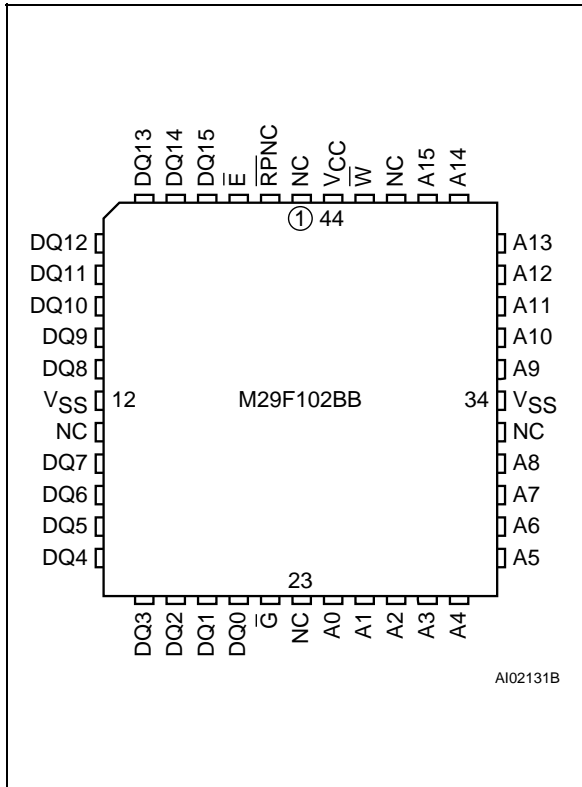 DQ13
DQ14
DQ15
E
RPNC
NC
VCC
W
NC
A15
A14
1 44
DQ12
DQ11
DQ10
DQ9
DQ8
VSS
NC
DQ7
DQ6
DQ5
DQ4
12
M29F102BB
34
A13
A12
A11
A10
A9
VSS
NC
A8
A7
A6
A5
23
DQ3
DQ2
DQ1
DQ0
G
NC
A0
A1
A2
A3
A4
AI02131B